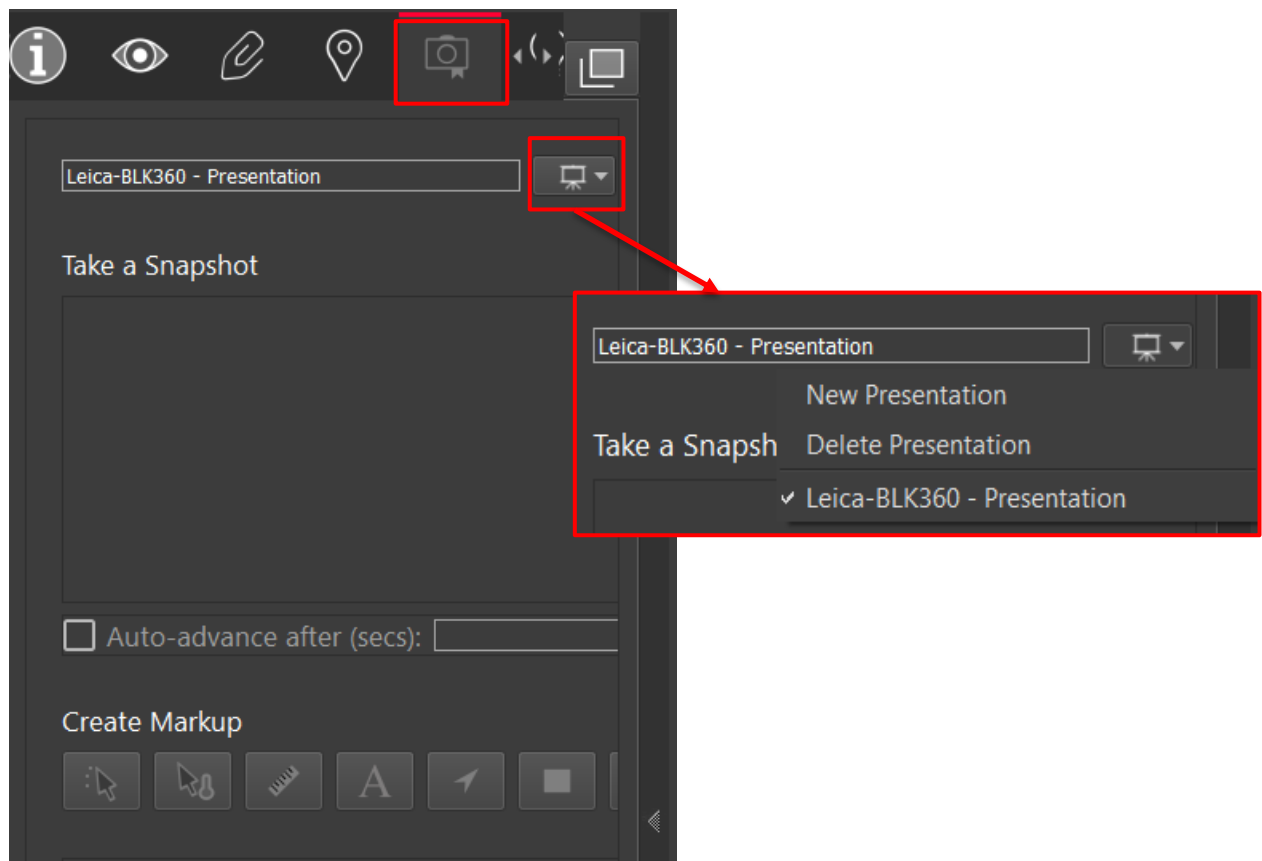 Leica-BLK360 - Presentation
Take a Snapshot
Auto-advance after (secs):
Create Markup
A
Leica-BLK360 - Presentation
New Presentation
Take a Snapsh
Delete Presentation
Leica-BLK360 - Presentation